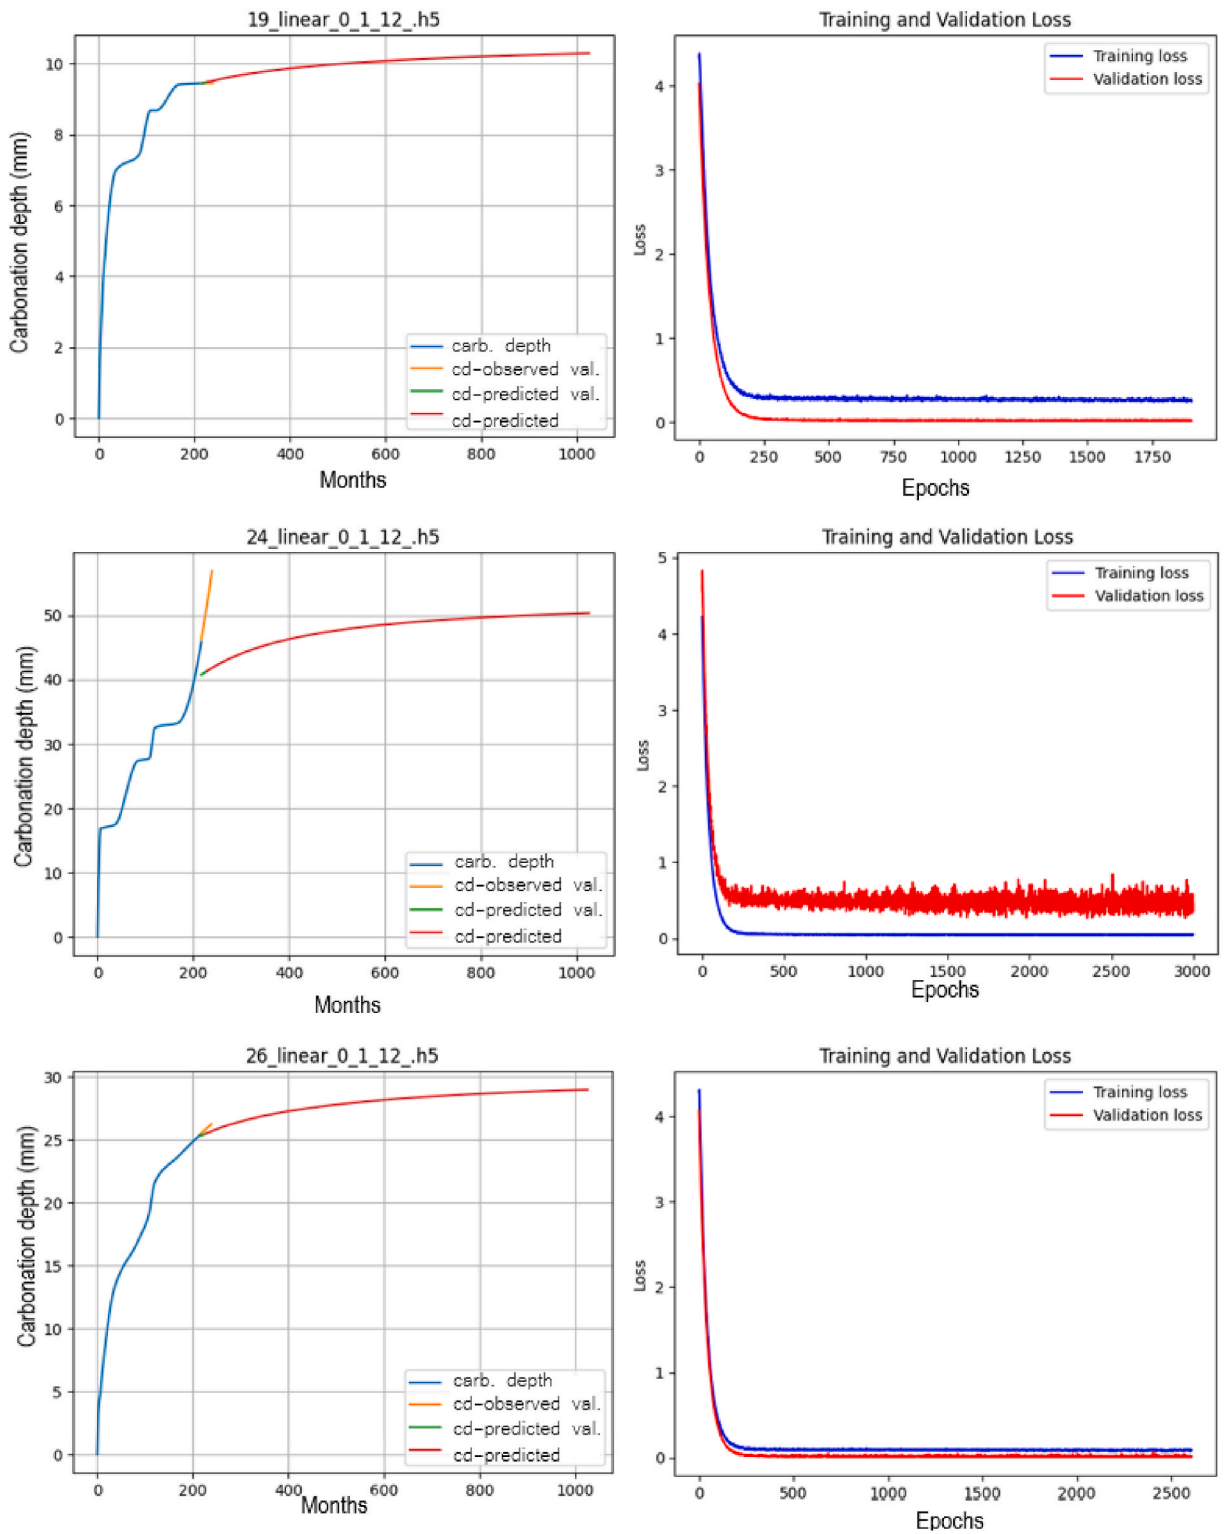 19_linear_0_1_12_.h5
Carbonation depth (mm)
10
8
6
4
2
0
carb. depth
cd-observed val.
cd-predicted val.
cd-predicted
0 200 400 600 800 1000
Months
Training and Validation Loss
Loss
4
3
2
1
0
Training loss
Validation loss
0 250 500 750 1000 1250 1500 1750
Epochs
24_linear_0_1_12_.h5
Carbonation depth (mm)
50
40
30
20
10
0
carb. depth
cd-observed val.
cd-predicted val.
cd-predicted
0 200 400 600 800 1000
Months
Training and Validation Loss
Loss
5
4
3
2
1
0
Training loss
Validation loss
0 500 1000 1500 2000 2500 3000
Epochs
26_linear_0_1_12_.h5
Carbonation depth (mm)
30
25
20
15
10
5
0
carb. depth
cd-observed val.
cd-predicted val.
cd-predicted
0 200 400 600 800 1000
Months
Training and Validation Loss
Loss
4
3
2
1
0
Training loss
Validation loss
0 500 1000 1500 2000 2500
Epochs